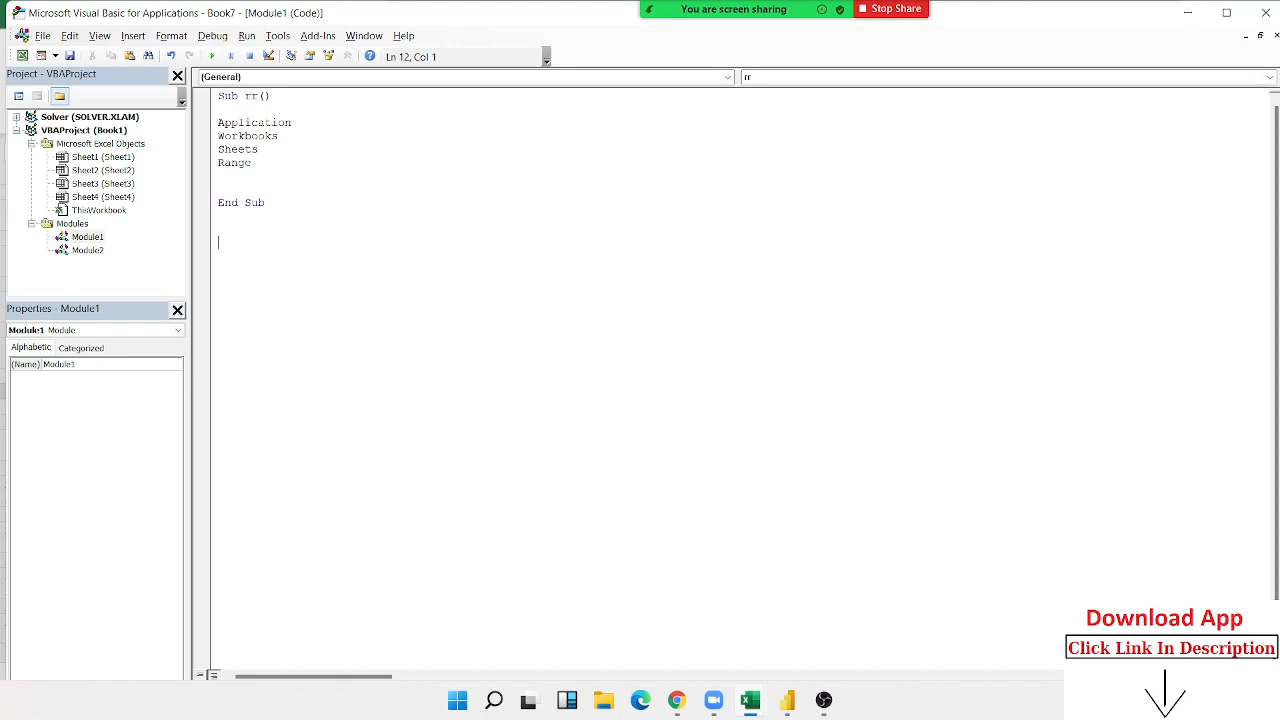 Microsoft Visual Basic for Applications - Book7 - [Module1 (Code)]
You are screen sharing
Stop Share
File Edit View Insert Format Debug Run Tools Add-Ins Window Help
Ln 12, Col 1
Project - VBAProject
(General)
rr
Solver (SOLVER.XLAM)
VBAProject (Book1)
Microsoft Excel Objects
Sheet1 (Sheet1)
Sheet2 (Sheet2)
Sheet3 (Sheet3)
Sheet4 (Sheet4)
ThisWorkbook
Modules
Module1
Module2
Sub rr()
Application
Workbooks
Sheets
Range
End Sub
Properties - Module1
Module1 Module
Alphabetic Categorized
(Name) Module1
Download App
Click Link In Description